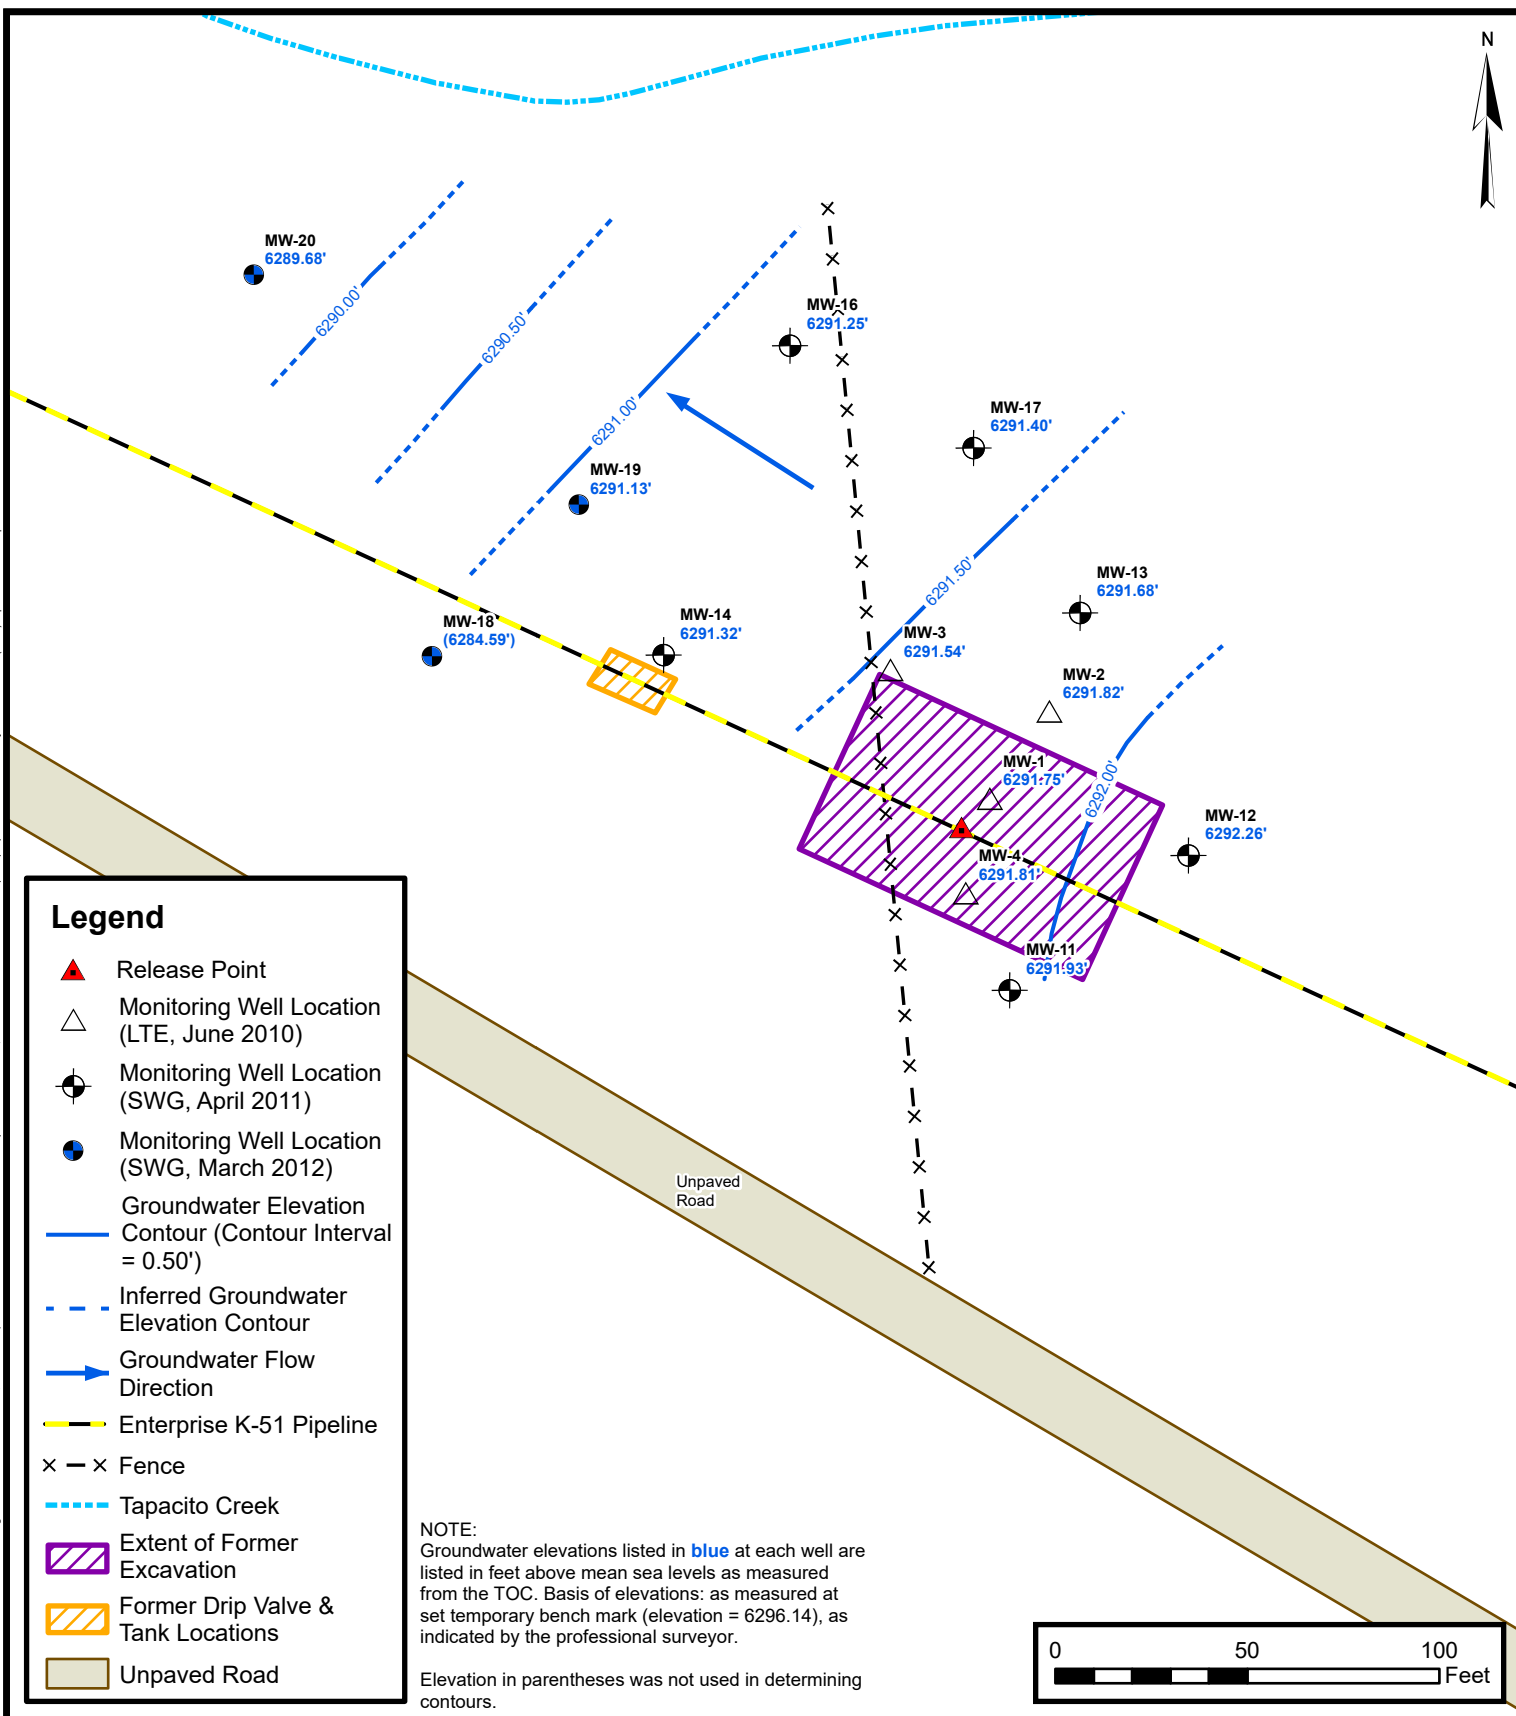 N
MW-20
6289.68'
6290.00'
6290.50'
6291.00'
MW-16
6291.25'
MW-17
6291.40'
MW-19
6291.13'
6291.50'
MW-13
6291.68'
MW-18
(6284.59')
MW-14
6291.32'
MW-3
6291.54'
MW-2
6291.82'
MW-1
6291.75'
6292.00'
MW-12
6292.26'
MW-4
6291.81'
MW-11
6291.93'
Unpaved
Road
Legend
Release Point
Monitoring Well Location
(LTE, June 2010)
Monitoring Well Location
(SWG, April 2011)
Monitoring Well Location
(SWG, March 2012)
Groundwater Elevation
Contour (Contour Interval
= 0.50')
Inferred Groundwater
Elevation Contour
Groundwater Flow
Direction
Enterprise K-51 Pipeline
Fence
Tapacito Creek
Extent of Former
Excavation
Former Drip Valve &
Tank Locations
Unpaved Road
NOTE:
Groundwater elevations listed in blue at each well are
listed in feet above mean sea levels as measured
from the TOC. Basis of elevations: as measured at
set temporary bench mark (elevation = 6296.14), as
indicated by the professional surveyor.
Elevation in parentheses was not used in determining
contours.
0 50 100
Feet